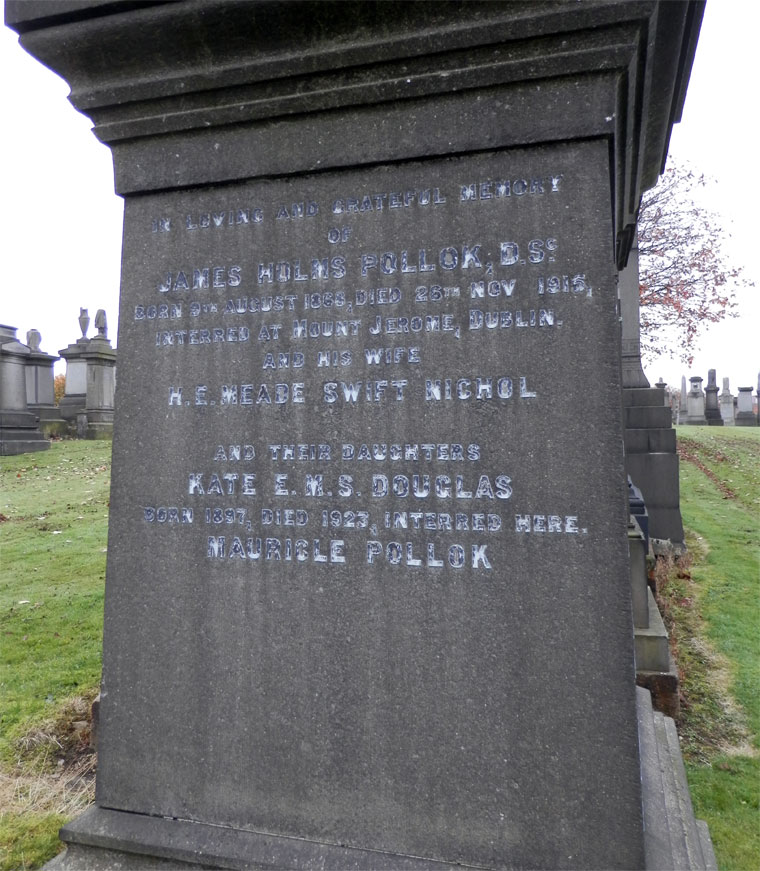 IN LOVING AND GRATEFUL MEMORY
OF
JAMES HOLMS POLLOK, D.Sc.
BORN 9TH AUGUST 1868, DIED 26TH NOV 1915,
INTERRED AT MOUNT JEROME, DUBLIN.
AND HIS WIFE
H.E.MEADE SWIFT NICHOL
AND THEIR DAUGHTERS
KATE E.M.S. DOUGLAS
BORN 1897, DIED 1923, INTERRED HERE.
MAURICLE POLLOK